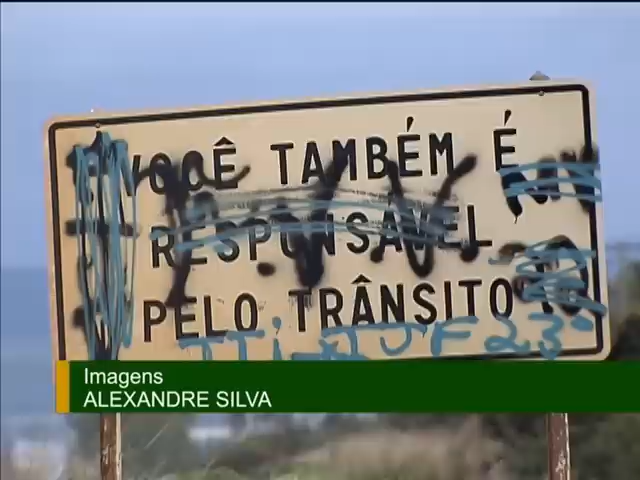 VOCÊ TAMBÉM É
RESPONSÁVEL
PELO TRÂNSITO
Imagens
ALEXANDRE SILVA